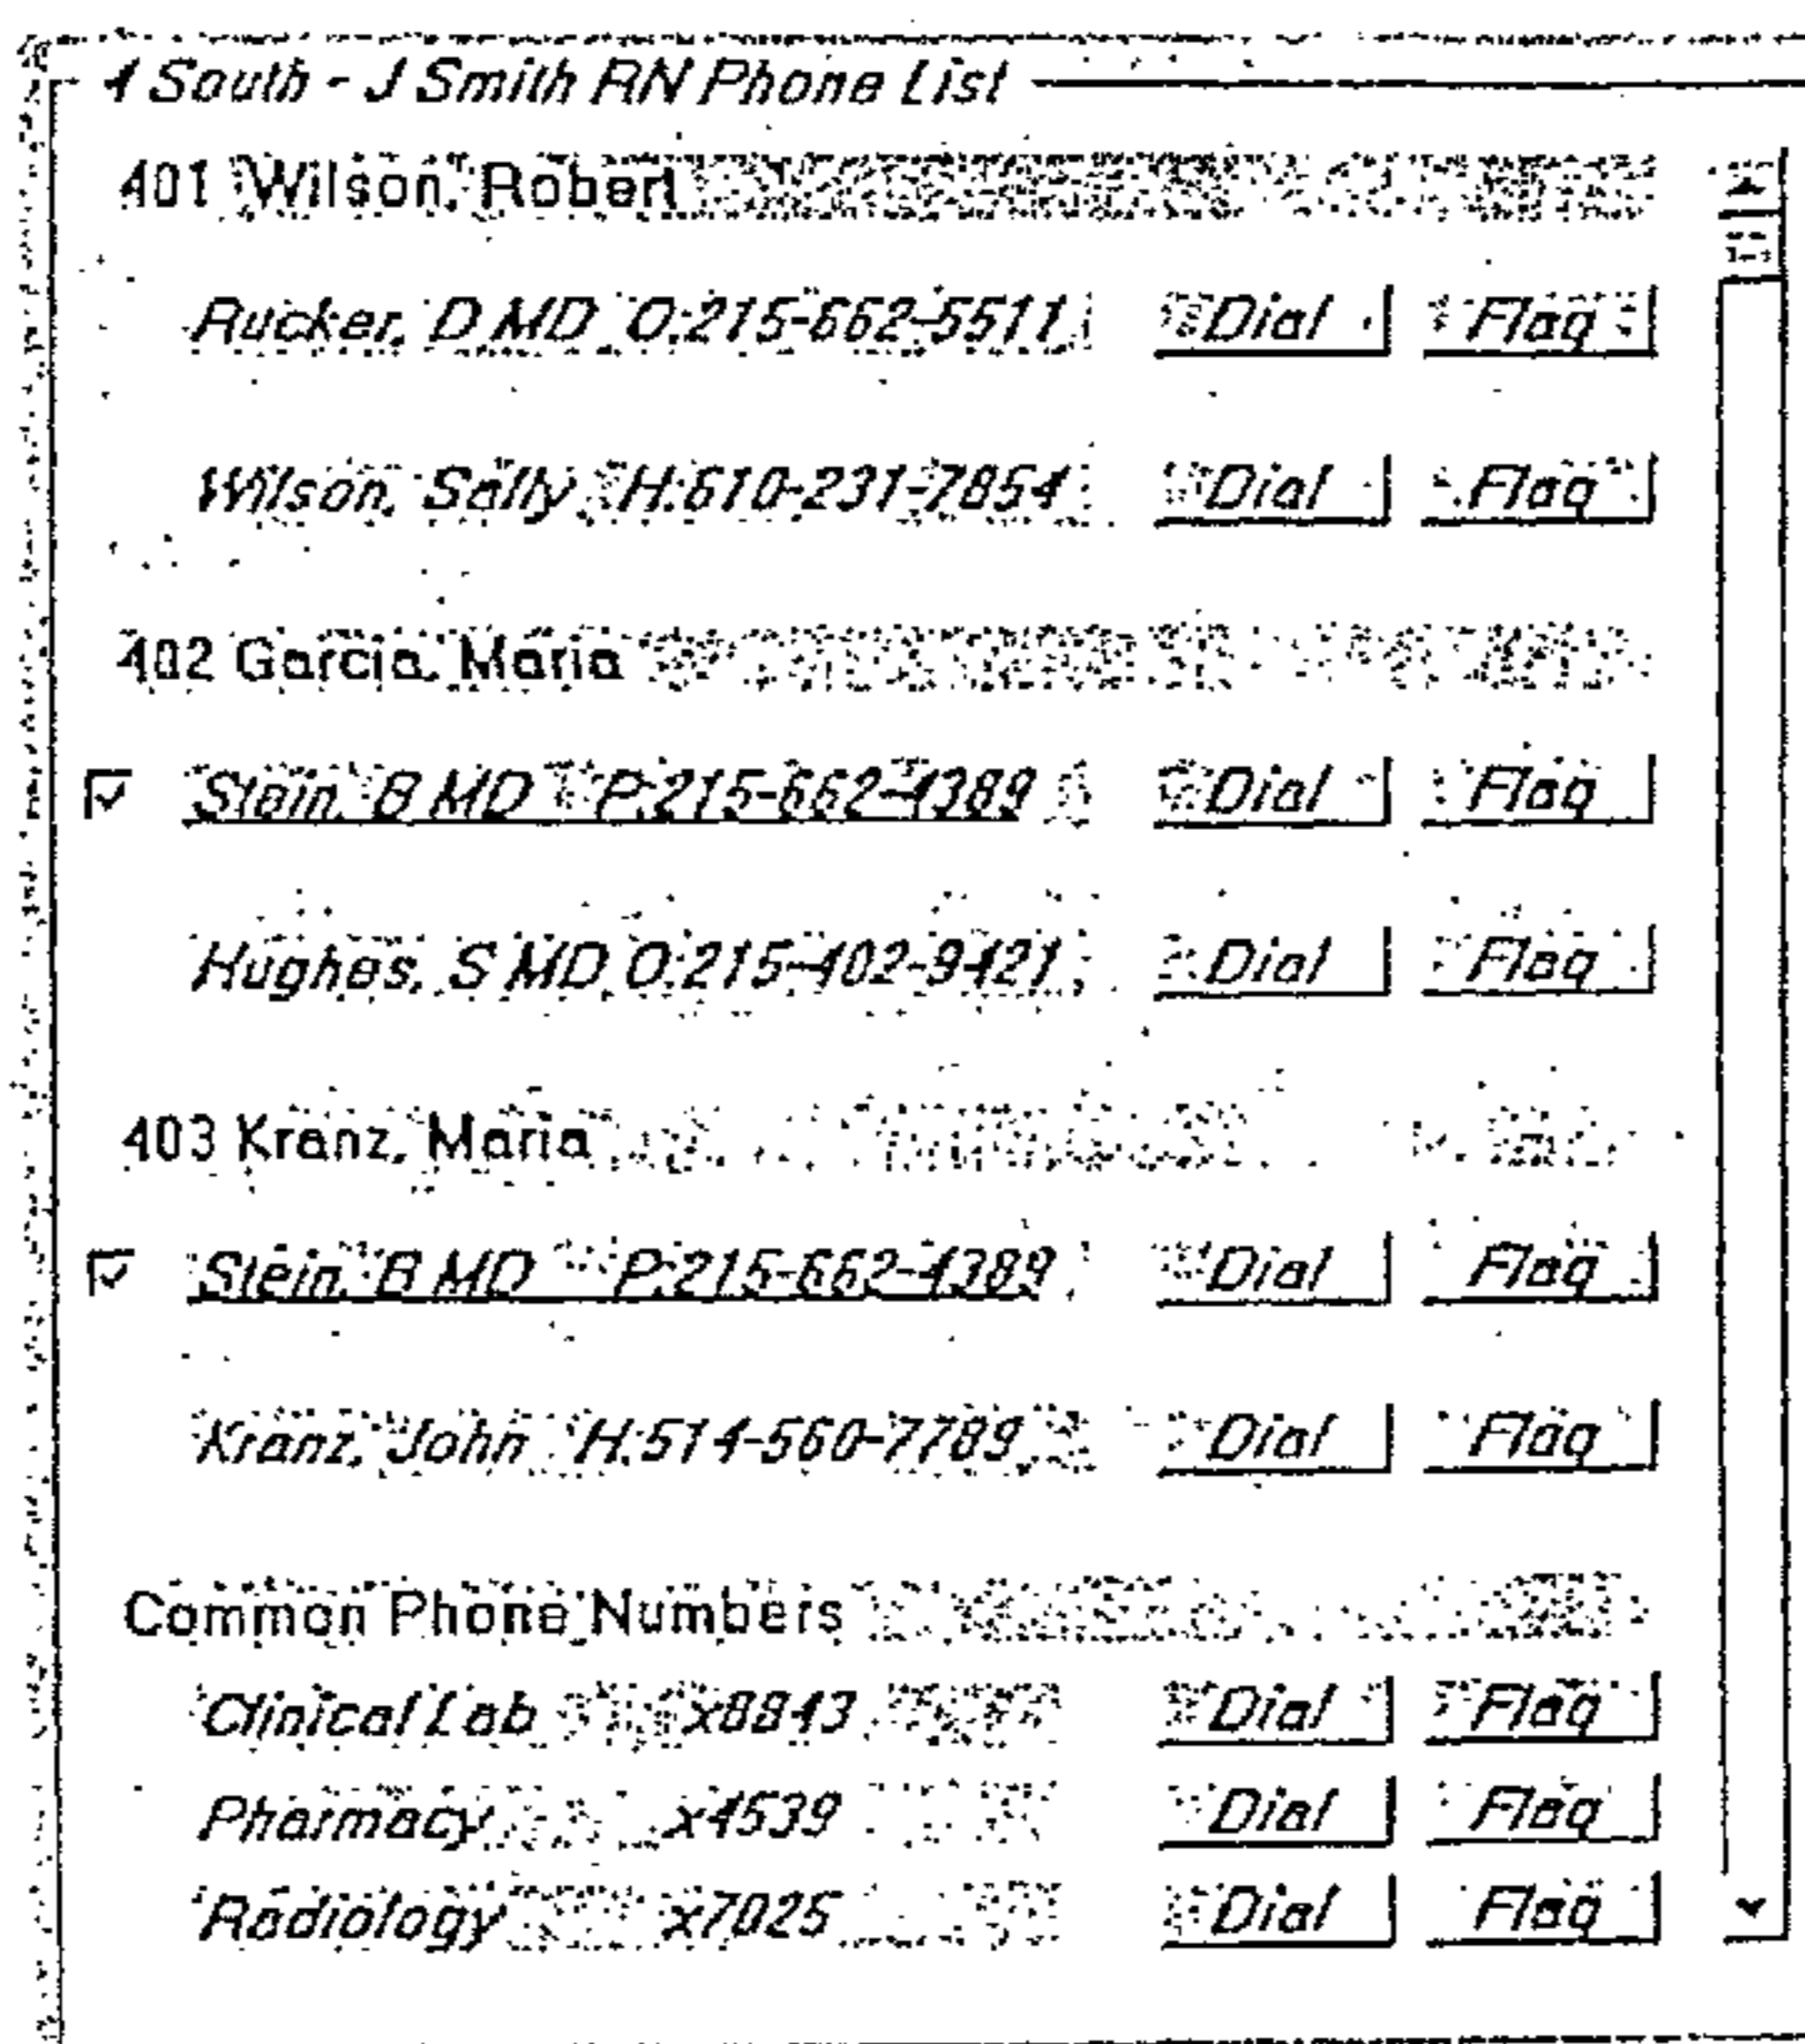 4 South - J Smith RN Phone List
401 Wilson, Robert
Rucker, D MD O:215-662-5511 Dial Flag
Wilson, Sally H:610-231-7854 Dial Flag
402 Garcia, Maria
Stein, B MD P:215-662-4389 Dial Flag
Hughes, S MD O:215-402-9421 Dial Flag
403 Kranz, Maria
Stein, B MD P:215-662-4389 Dial Flag
Kranz, John H:514-560-7789 Dial Flag
Common Phone Numbers
Clinical Lab x8843 Dial Flag
Pharmacy x4539 Dial Flag
Radiology x7025 Dial Flag